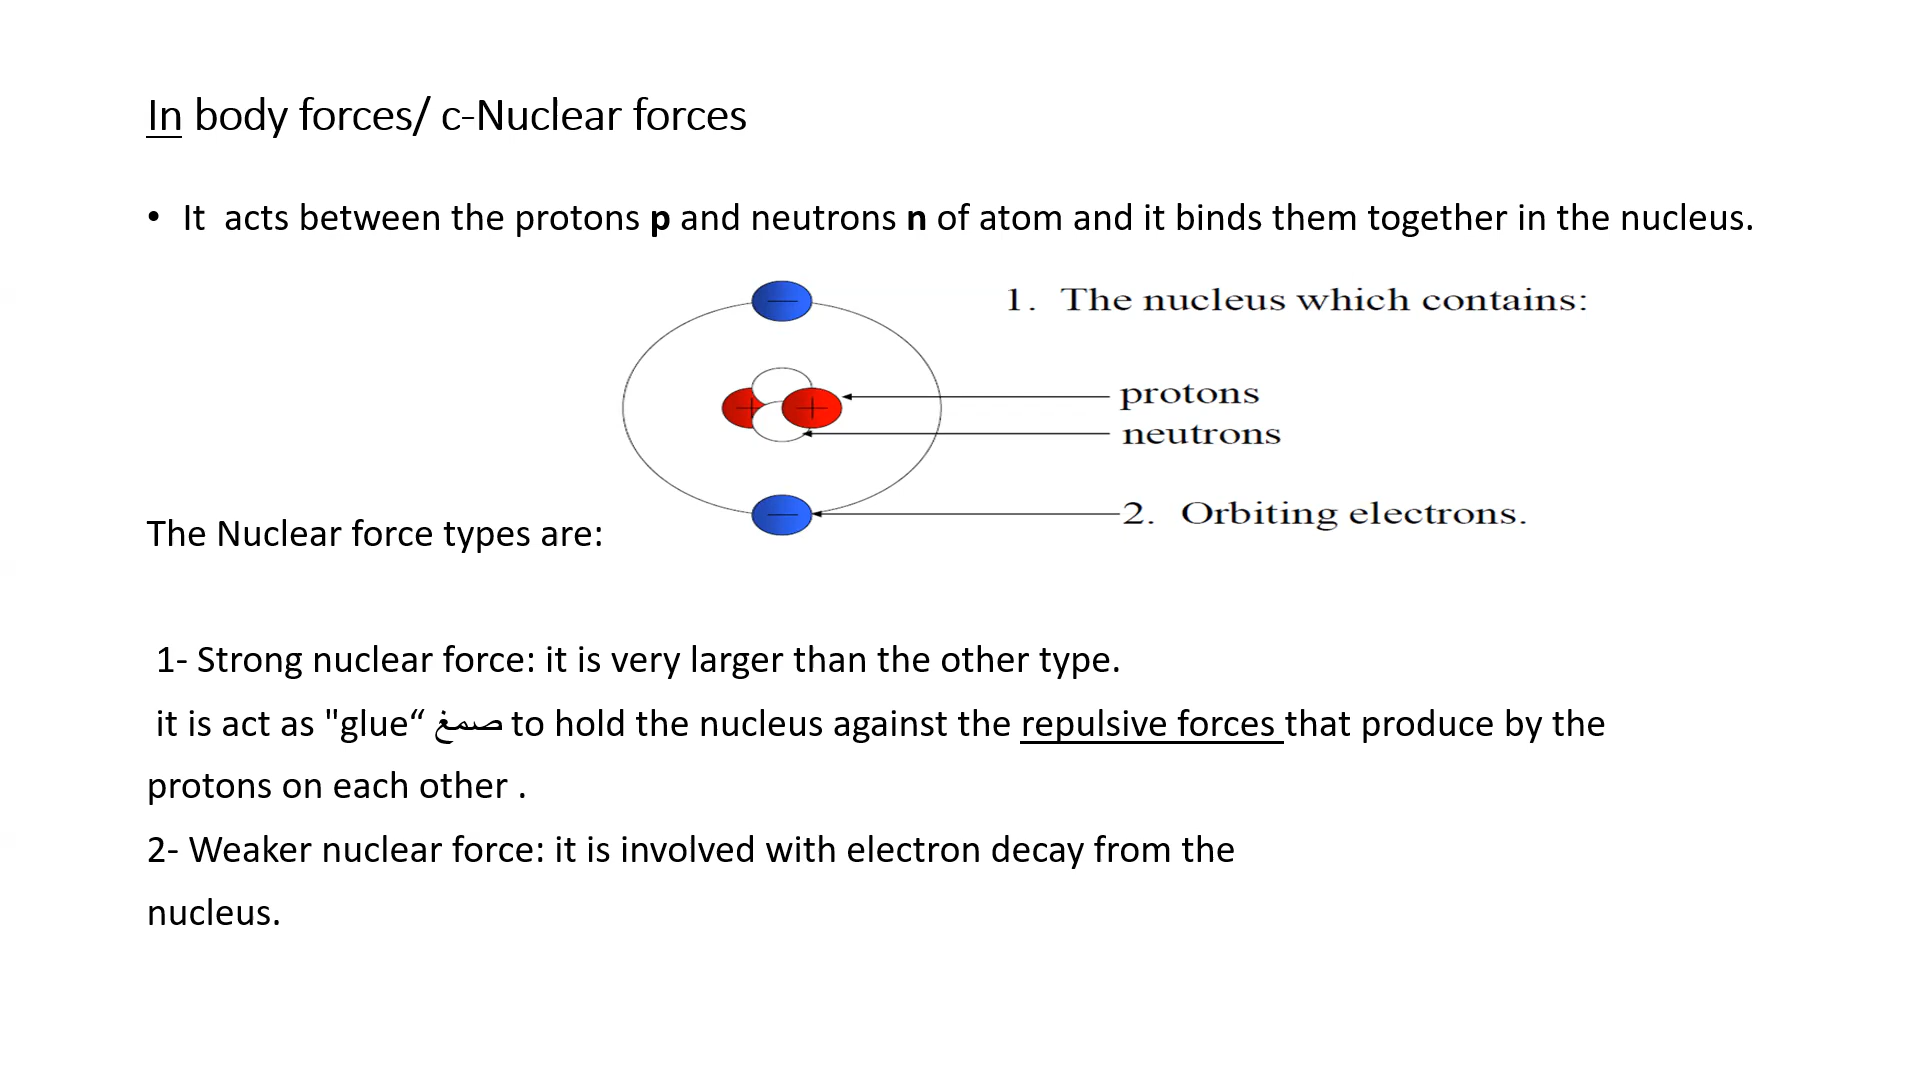 In body forces/ c-Nuclear forces
• It acts between the protons p and neutrons n of atom and it binds them together in the nucleus.
1. The nucleus which contains:
protons
neutrons
2. Orbiting electrons.
The Nuclear force types are:
1- Strong nuclear force: it is very larger than the other type.
it is act as "glue“ صمغ to hold the nucleus against the repulsive forces that produce by the
protons on each other .
2- Weaker nuclear force: it is involved with electron decay from the
nucleus.